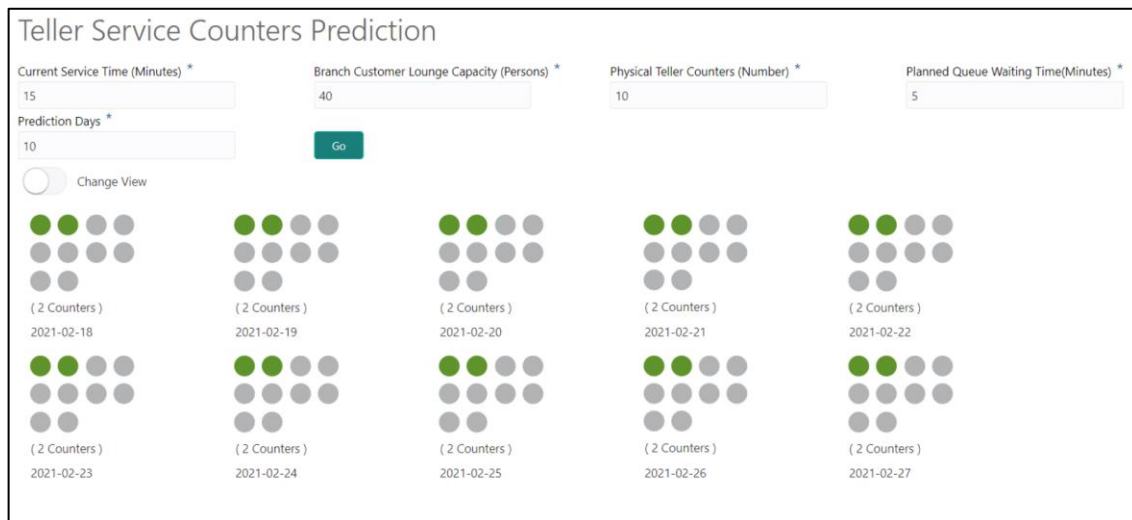 Teller Service Counters Prediction
Current Service Time (Minutes) * Branch Customer Lounge Capacity (Persons) * Physical Teller Counters (Number) * Planned Queue Waiting Time(Minutes) *
15 40 10 5
Prediction Days *
10 Go
Change View
( 2 Counters ) ( 2 Counters ) ( 2 Counters ) ( 2 Counters ) ( 2 Counters )
2021-02-18 2021-02-19 2021-02-20 2021-02-21 2021-02-22
( 2 Counters ) ( 2 Counters ) ( 2 Counters ) ( 2 Counters ) ( 2 Counters )
2021-02-23 2021-02-24 2021-02-25 2021-02-26 2021-02-27